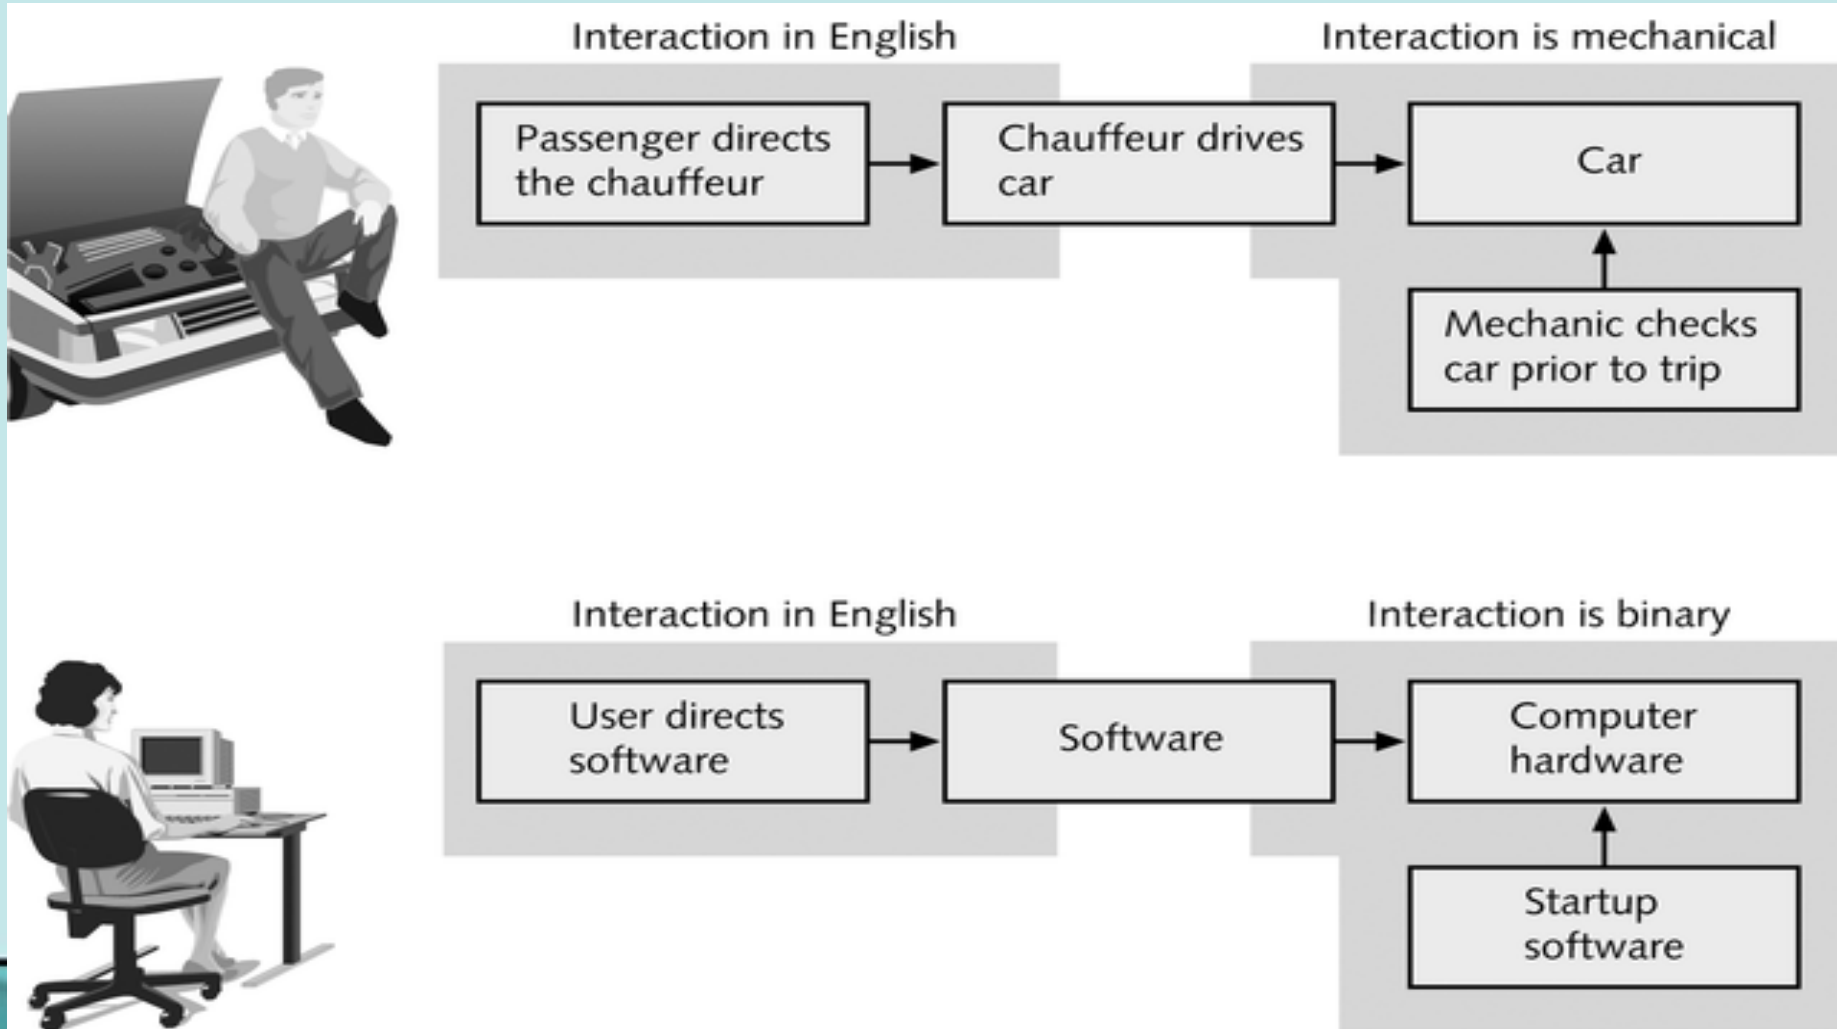 Interaction in English
Interaction is mechanical
Passenger directs
the chauffeur
Chauffeur drives
car
Car
Mechanic checks
car prior to trip
Interaction in English
Interaction is binary
User directs
software
Software
Computer
hardware
Startup
software